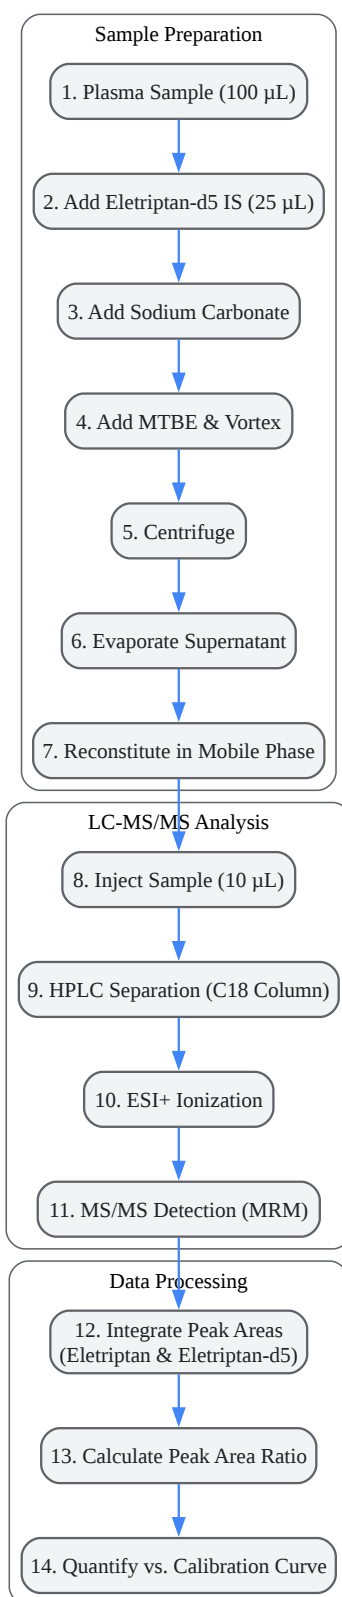 Sample Preparation
1. Plasma Sample (100 µL)
2. Add Eletriptan-d5 IS (25 µL)
3. Add Sodium Carbonate
4. Add MTBE & Vortex
5. Centrifuge
6. Evaporate Supernatant
7. Reconstitute in Mobile Phase
LC-MS/MS Analysis
8. Inject Sample (10 µL)
9. HPLC Separation (C18 Column)
10. ESI+ Ionization
11. MS/MS Detection (MRM)
Data Processing
12. Integrate Peak Areas
(Eletriptan & Eletriptan-d5)
13. Calculate Peak Area Ratio
14. Quantify vs. Calibration Curve